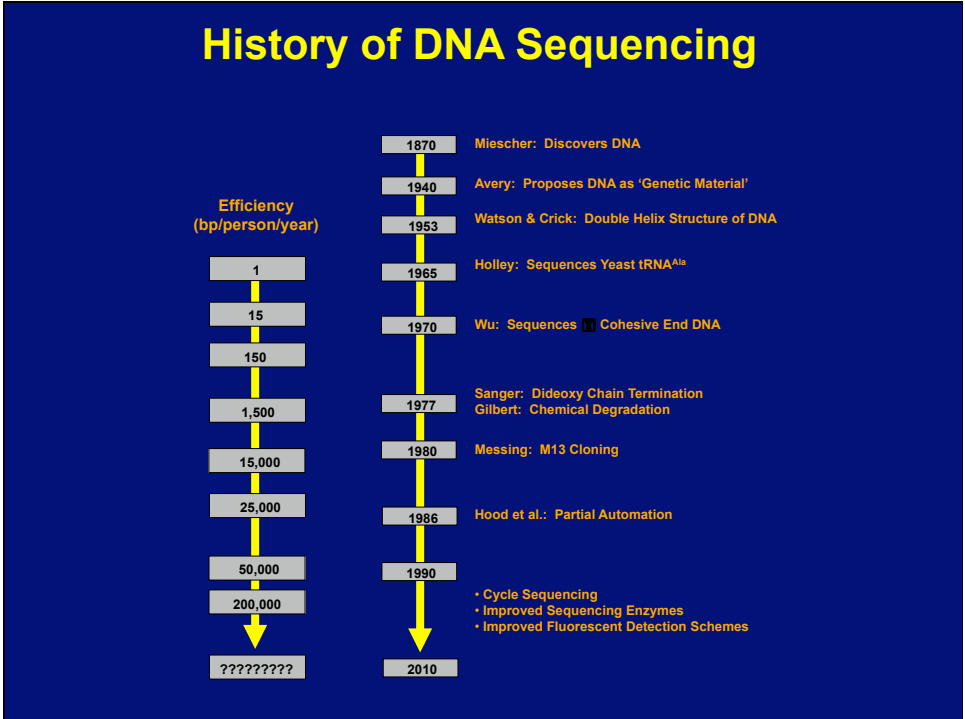 History of DNA Sequencing
Efficiency
(bp/person/year)
1
15
150
1,500
15,000
25,000
50,000
200,000
?????????
1870
Miescher: Discovers DNA
1940
Avery: Proposes DNA as ‘Genetic Material’
1953
Watson & Crick: Double Helix Structure of DNA
1965
Holley: Sequences Yeast tRNAAla
1970
Wu: Sequences Cohesive End DNA
1977
Sanger: Dideoxy Chain Termination
Gilbert: Chemical Degradation
1980
Messing: M13 Cloning
1986
Hood et al.: Partial Automation
1990
• Cycle Sequencing
• Improved Sequencing Enzymes
• Improved Fluorescent Detection Schemes
2010